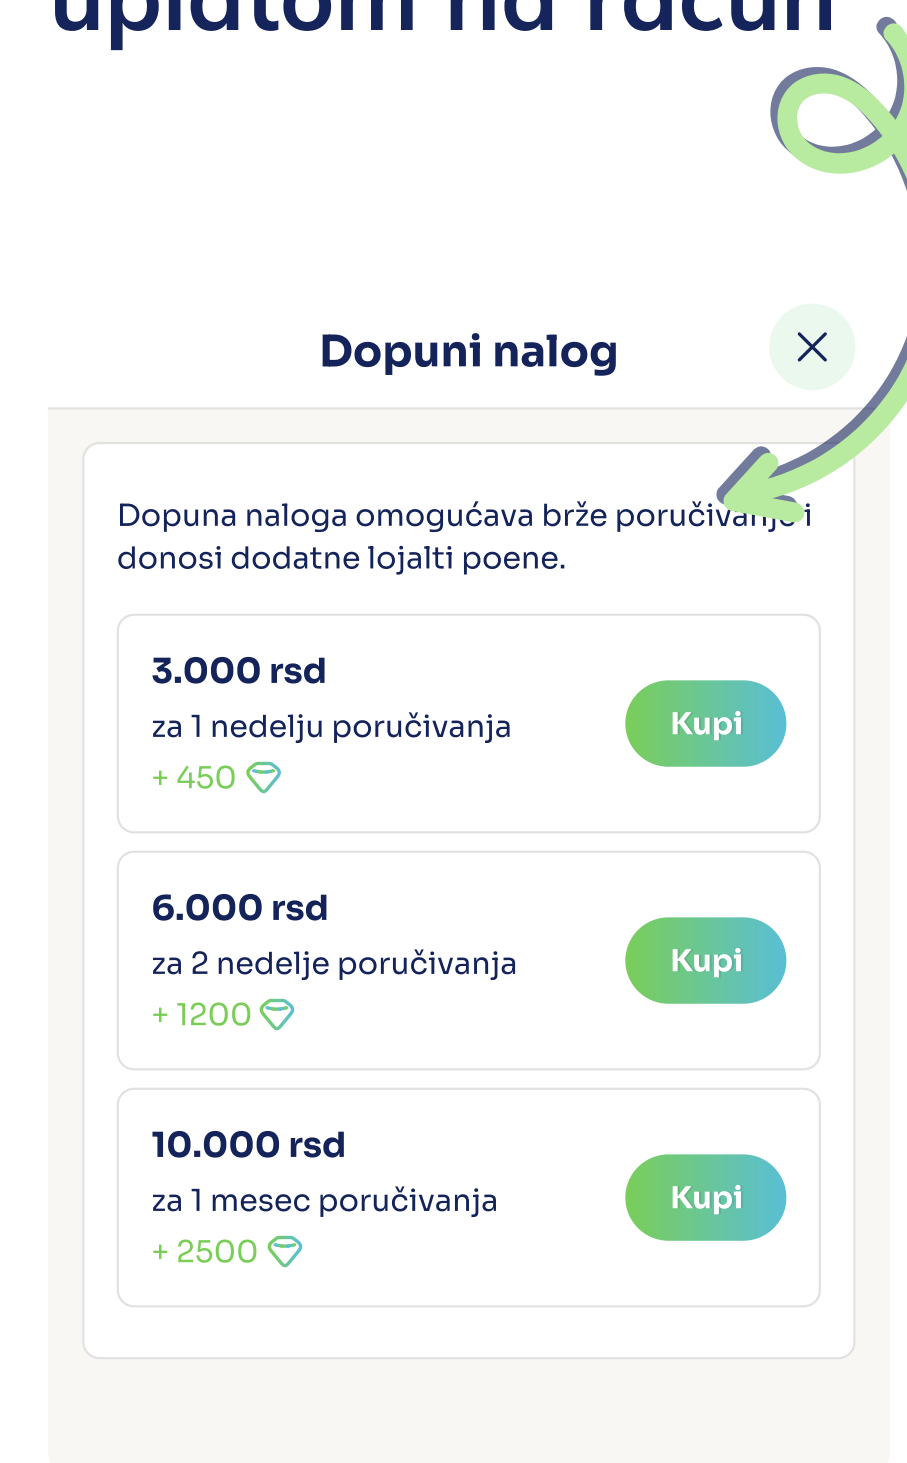 uplatom na račun
Dopuni nalog
Dopuna naloga omogućava brže poručivanje i
donosi dodatne lojalti poene.
3.000 rsd
za 1 nedelju poručivanja
+ 450
Kupi
6.000 rsd
za 2 nedelje poručivanja
+ 1200
Kupi
10.000 rsd
za 1 mesec poručivanja
+ 2500
Kupi